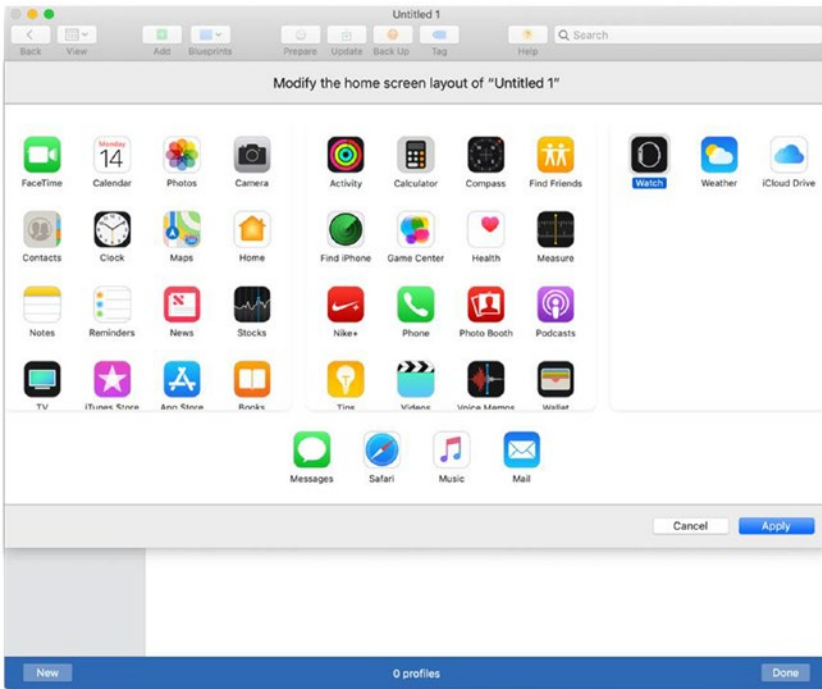 Untitled 1
Back View Add Blueprints Prepare Update Back Up Tag Help Search
Modify the home screen layout of “Untitled 1”
Monday
14
FaceTime Calendar Photos Camera Activity Calculator Compass Find Friends Watch Weather iCloud Drive
Contacts Clock Maps Home Find iPhone Game Center Health Measure
Notes Reminders News Stocks Nike+ Phone Photo Booth Podcasts
TV iTunes Store App Store Books Tips Videos Voice Memos Wallet
Messages Safari Music Mail
Cancel Apply
New 0 profiles Done